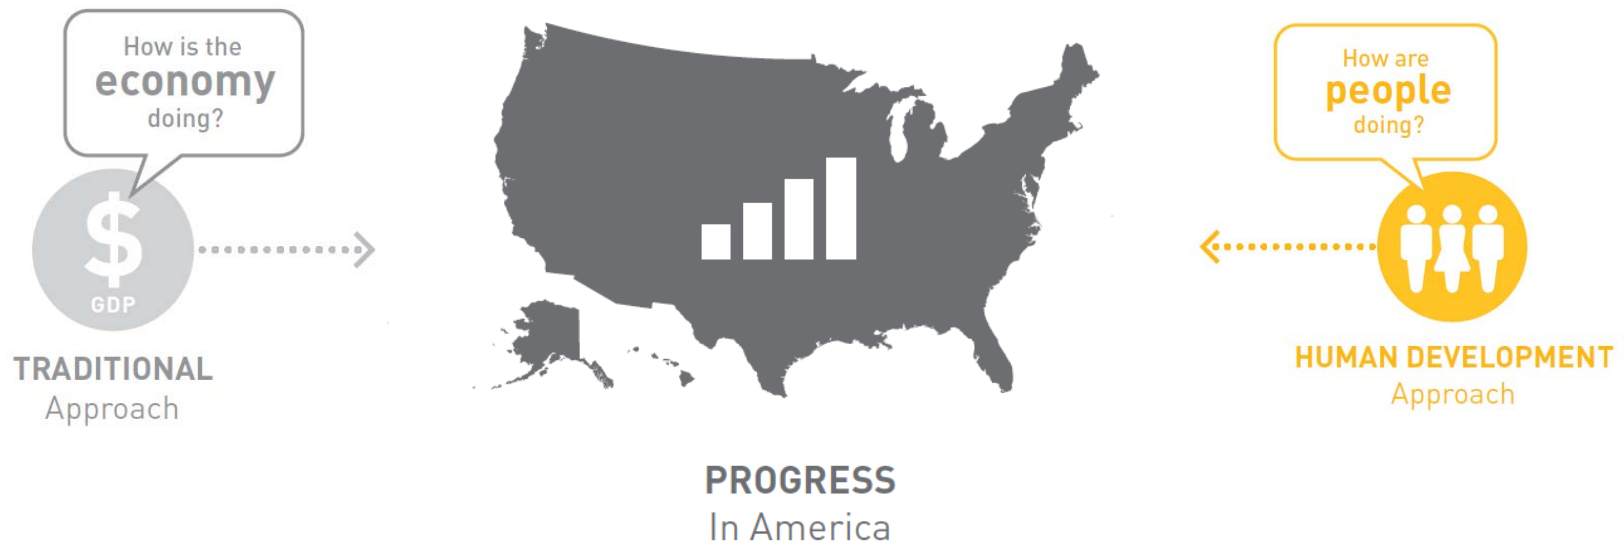 How is the
economy
doing?
$
GDP
TRADITIONAL
Approach
PROGRESS
In America
How are
people
doing?
HUMAN DEVELOPMENT
Approach